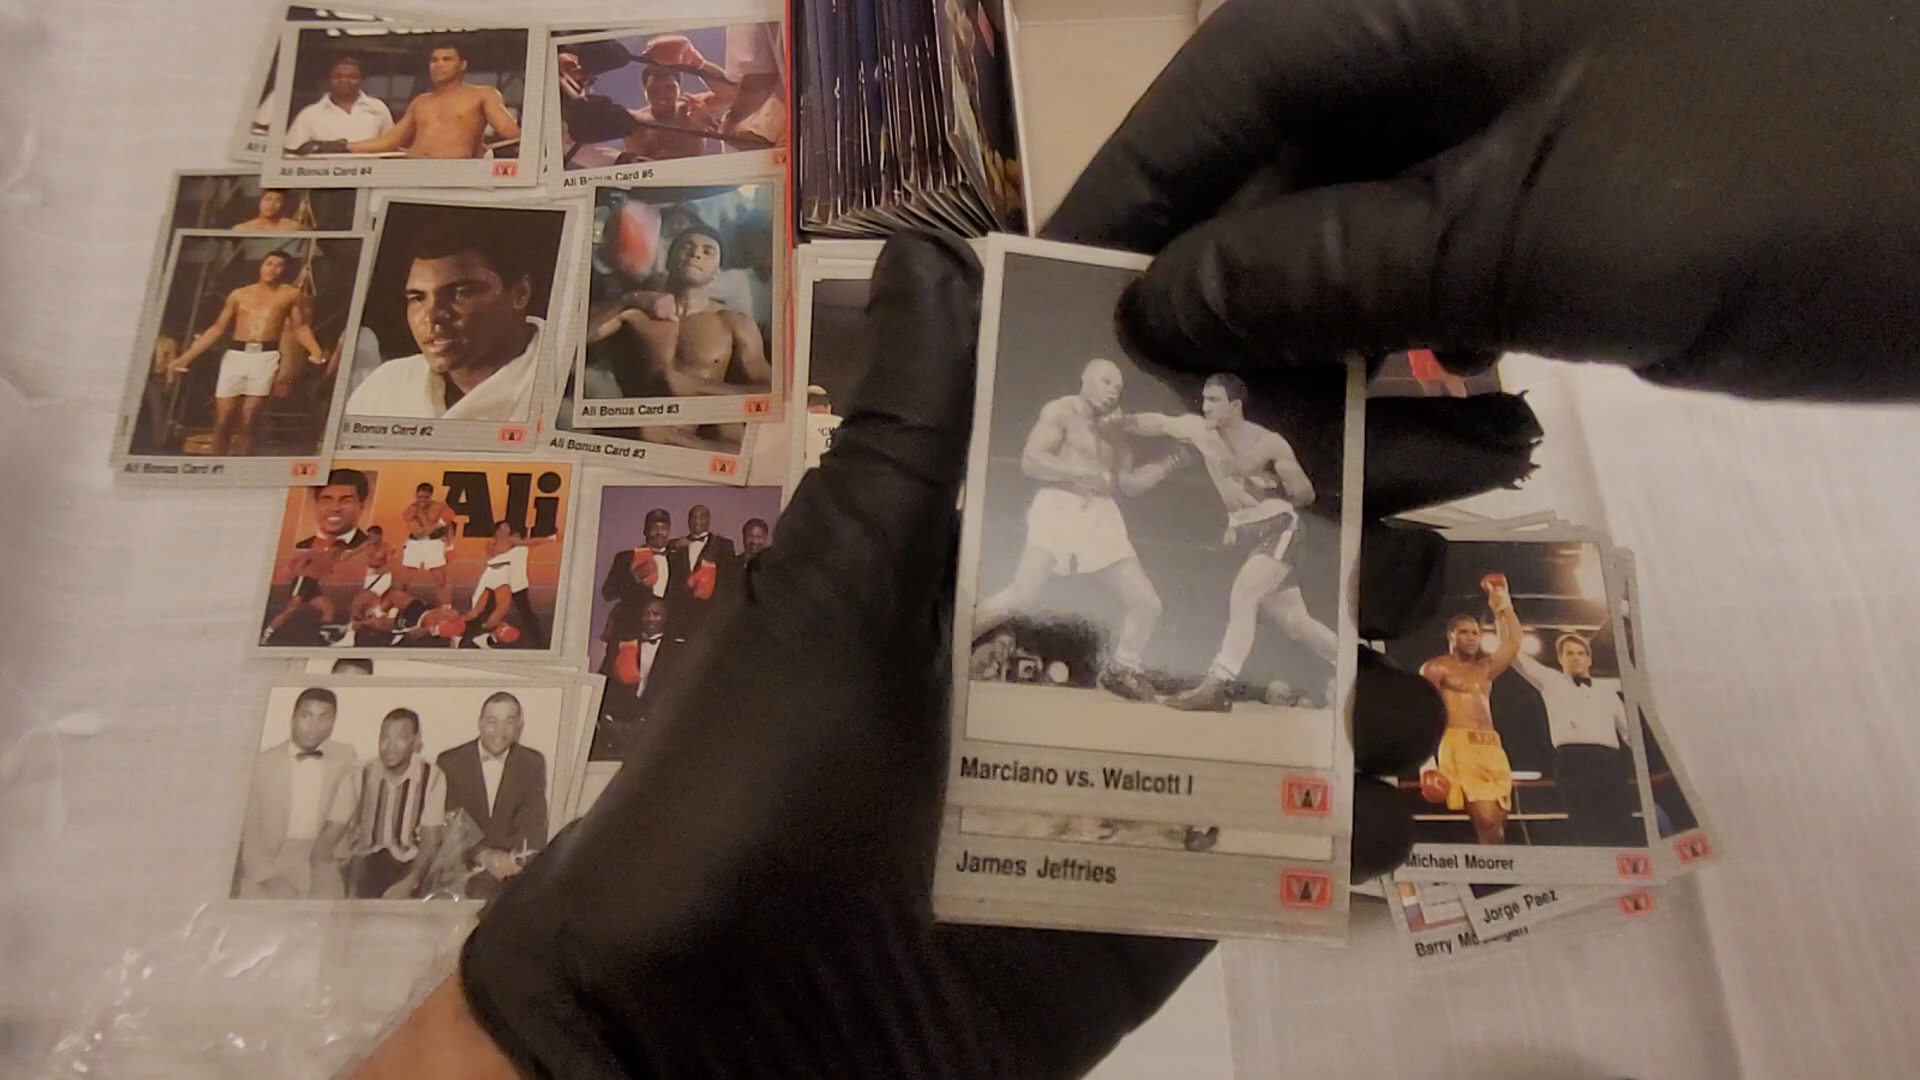 Ali Bonus Card #4
Ali Bonus Card #5
Ali Bonus Card #1
Ali Bonus Card #2
Ali Bonus Card #3
Ali Bonus Card #3
Ali
Marciano vs. Walcott I
James Jeffries
Michael Moorer
Jorge Paez
Barry